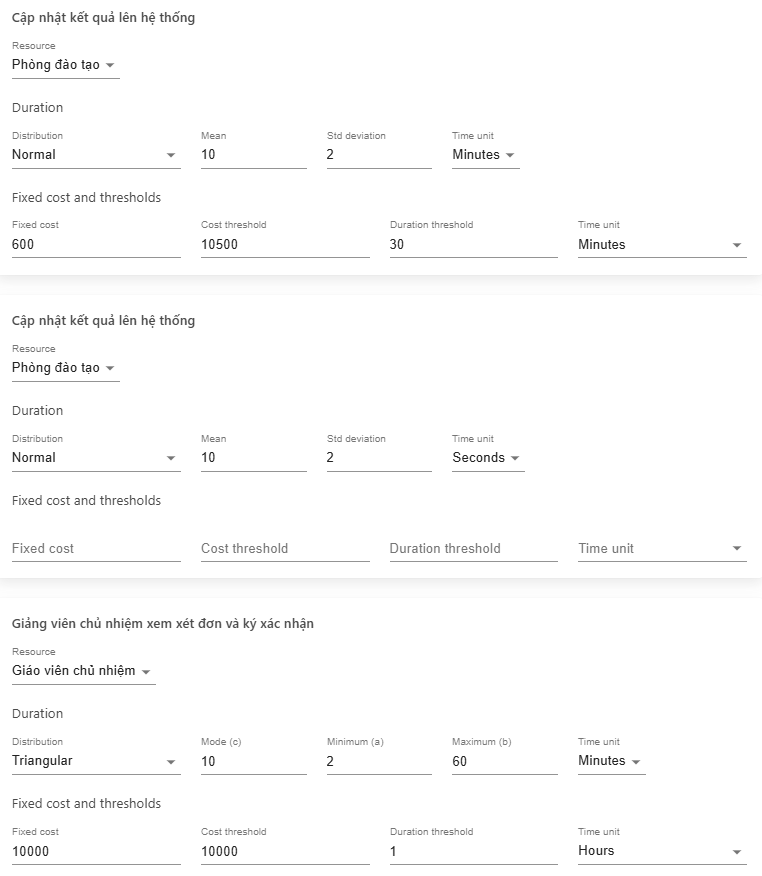 Cập nhật kết quả lên hệ thống
Resource
Phòng đào tạo
Duration
Distribution Mean Std deviation Time unit
Normal 10 2 Minutes
Fixed cost and thresholds
Fixed cost Cost threshold Duration threshold Time unit
600 10500 30 Minutes
Cập nhật kết quả lên hệ thống
Resource
Phòng đào tạo
Duration
Distribution Mean Std deviation Time unit
Normal 10 2 Seconds
Fixed cost and thresholds
Fixed cost Cost threshold Duration threshold Time unit
Giảng viên chủ nhiệm xem xét đơn và ký xác nhận
Resource
Giáo viên chủ nhiệm
Duration
Distribution Mode (c) Minimum (a) Maximum (b) Time unit
Triangular 10 2 60 Minutes
Fixed cost and thresholds
Fixed cost Cost threshold Duration threshold Time unit
10000 10000 1 Hours